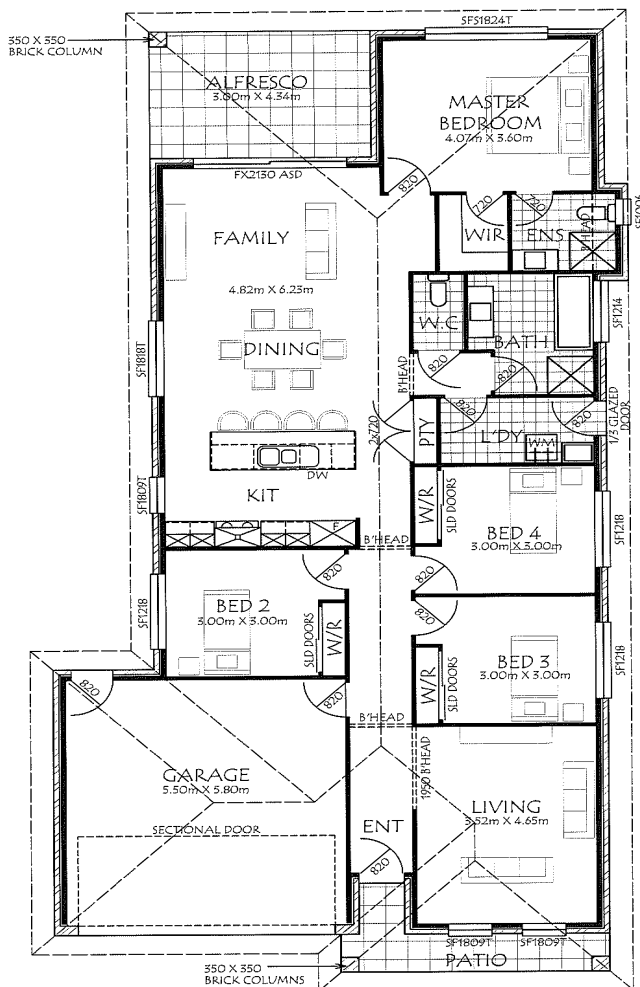 SFS1824T
350 X 350
BRICK COLUMN
ALFRESCO
3.00m X 4.34m
MASTER
BEDROOM
4.07m X 3.60m
FX2130 ASD
820
720
720
WIR
ENS
B'HEAD
FAMILY
4.82m X 6.23m
W.C
BATH
SF1214
SF1818T
DINING
B'HEAD
820
820
2x720
PTY
820
L'DY
WM
820
1/3 GLAZED
DOOR
DW
KIT
SF1809T
F
W/R
SLD DOORS
BED 4
3.00m X 3.00m
SF1218
B'HEAD
820
820
BED 2
3.00m X 3.00m
SF1218
SLD DOORS
W/R
820
BED 3
3.00m X 3.00m
SF1218
W/R
SLD DOORS
820
820
B'HEAD
GARAGE
5.50m X 5.80m
1950 B'HEAD
LIVING
3.52m X 4.65m
SECTIONAL DOOR
ENT
820
SF1809T
SF1809T
PATIO
350 X 350
BRICK COLUMNS